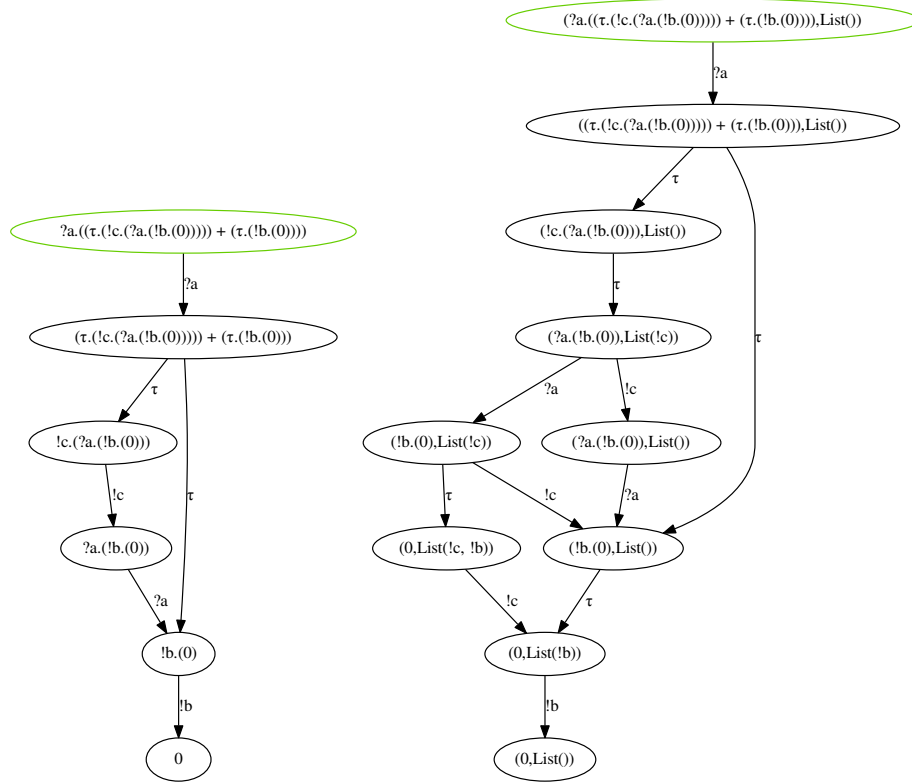 (?a.((τ.(!c.(?a.(!b.(0))))) + (τ.(!b.(0)))),List())
?a
((τ.(!c.(?a.(!b.(0))))) + (τ.(!b.(0))),List())
τ
?a.((τ.(!c.(?a.(!b.(0))))) + (τ.(!b.(0))))
(!c.(?a.(!b.(0))),List())
?a
τ
(τ.(!c.(?a.(!b.(0))))) + (τ.(!b.(0)))
(?a.(!b.(0)),List(!c))
τ
τ
?a
!c
!c.(?a.(!b.(0)))
(!b.(0),List(!c))
(?a.(!b.(0)),List())
!c
τ
τ
!c
?a
?a.(!b.(0))
(0,List(!c, !b))
(!b.(0),List())
?a
!c
τ
!b.(0)
(0,List(!b))
!b
!b
0
(0,List())